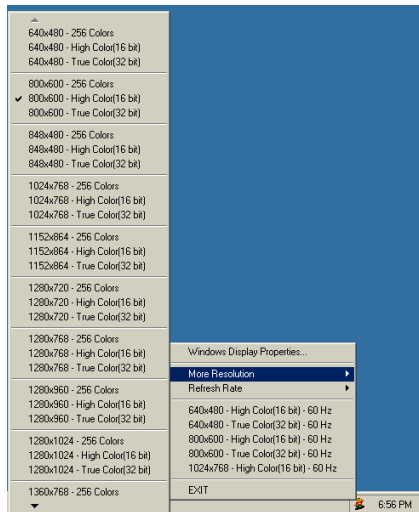 640x480 - 256 Colors
640x480 - High Color(16 bit)
640x480 - True Color(32 bit)
800x600 - 256 Colors
800x600 - High Color(16 bit)
800x600 - True Color(32 bit)
848x480 - 256 Colors
848x480 - High Color(16 bit)
848x480 - True Color(32 bit)
1024x768 - 256 Colors
1024x768 - High Color(16 bit)
1024x768 - True Color(32 bit)
1152x864 - 256 Colors
1152x864 - High Color(16 bit)
1152x864 - True Color(32 bit)
1280x720 - 256 Colors
1280x720 - High Color(16 bit)
1280x720 - True Color(32 bit)
1280x768 - 256 Colors
1280x768 - High Color(16 bit)
1280x768 - True Color(32 bit)
1280x960 - 256 Colors
1280x960 - High Color(16 bit)
1280x960 - True Color(32 bit)
1280x1024 - 256 Colors
1280x1024 - High Color(16 bit)
1280x1024 - True Color(32 bit)
1360x768 - 256 Colors
Windows Display Properties...
More Resolution
Refresh Rate
640x480 - High Color(16 bit) - 60 Hz
640x480 - True Color(32 bit) - 60 Hz
800x600 - High Color(16 bit) - 60 Hz
800x600 - True Color(32 bit) - 60 Hz
1024x768 - High Color(16 bit) - 60 Hz
EXIT
6:56 PM